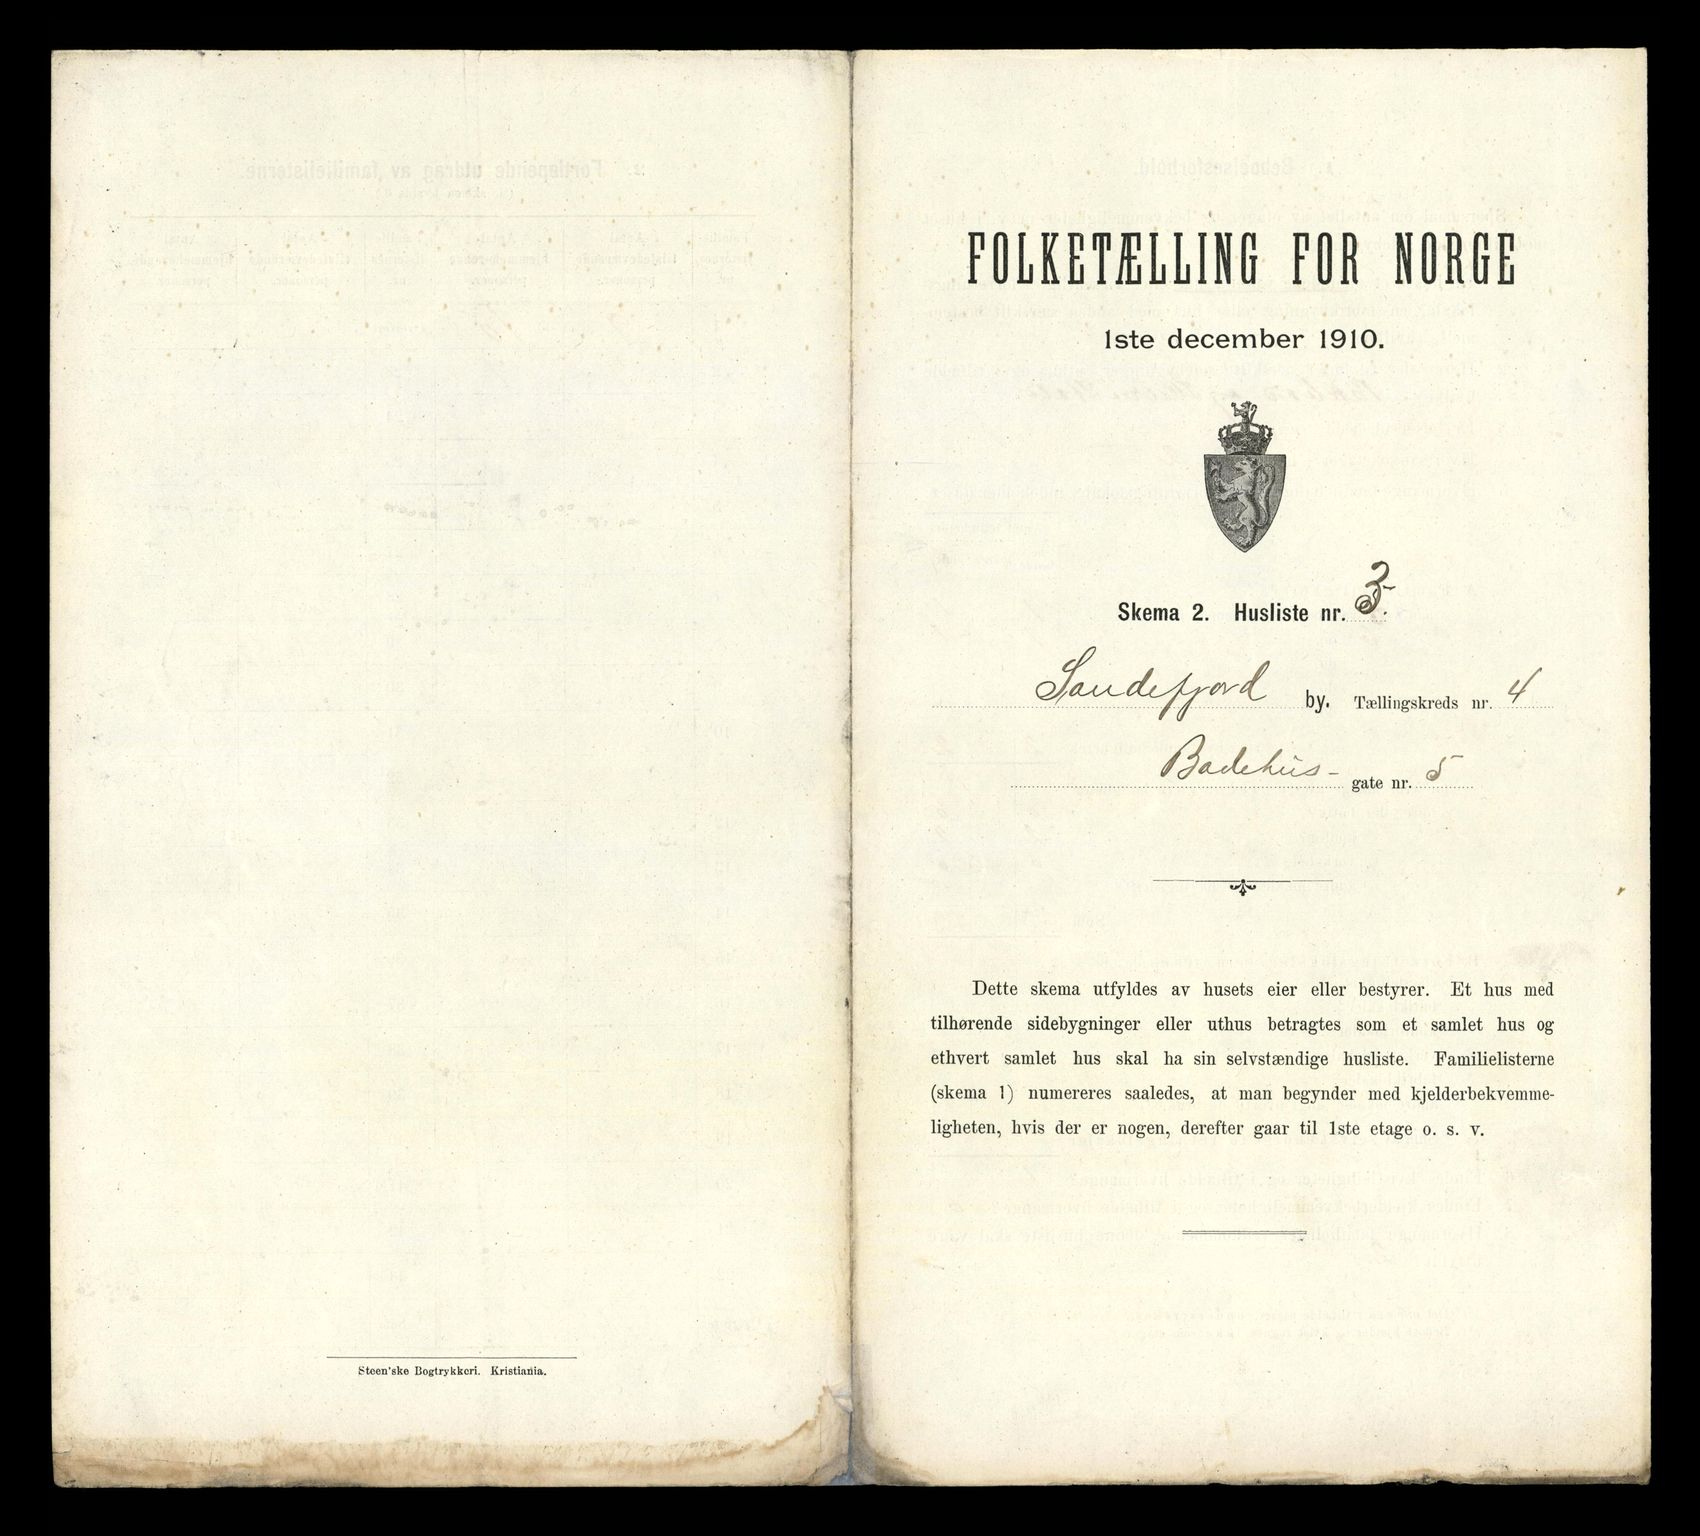 Steen'ske Bogtrykkeri. Kristiania.
FOLKETÆLLING FOR NORGE
1ste december 1910.
Skema 2. Husliste nr. 3.
Sandefjord by. Tællingskreds nr. 4
Badehus- gate nr. 5
Dette skema utfyldes av husets eier eller bestyrer. Et hus med
tilhørende sidebygninger eller uthus betragtes som et samlet hus og
ethvert samlet hus skal ha sin selvstændige husliste. Familielisterne
(skema 1) numereres saaledes, at man begynder med kjelderbekvemme-
ligheten, hvis der er nogen, derefter gaar til 1ste etage o. s. v.